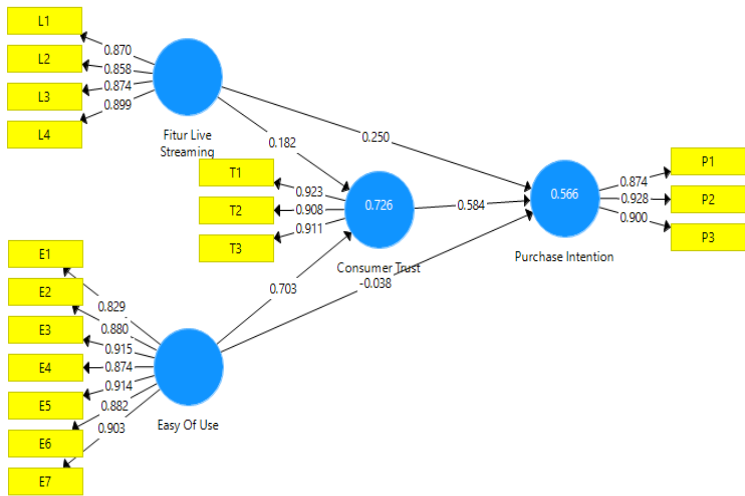 L1
L2
L3
L4
0.870
0.858
0.874
0.899
Fitur Live
Streaming
0.182
0.250
T1
T2
T3
0.923
0.908
0.911
0.726
Consumer Trust
0.584
-0.038
0.703
0.566
Purchase Intention
0.874
0.928
0.900
P1
P2
P3
E1
E2
E3
E4
E5
E6
E7
0.829
0.880
0.915
0.874
0.914
0.882
0.903
Easy Of Use